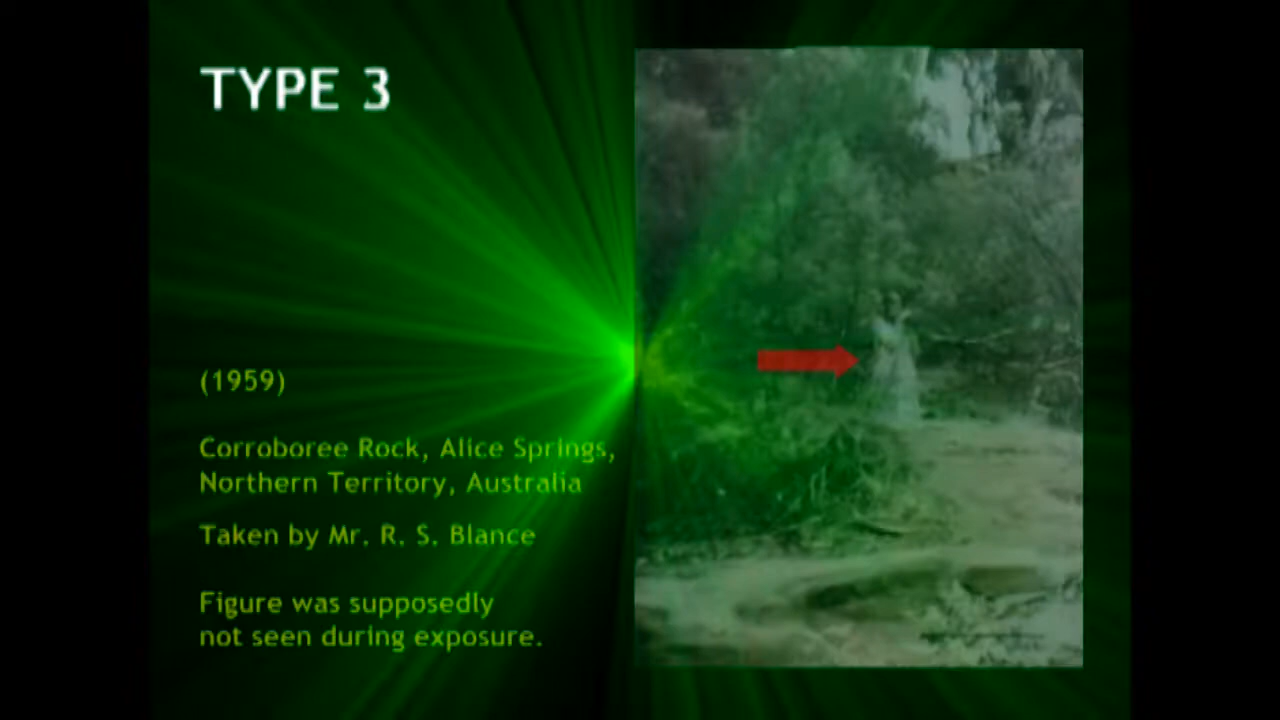 TYPE 3
(1959)
Corroboree Rock, Alice Springs,
Northern Territory, Australia
Taken by Mr. R. S. Blance
Figure was supposedly
not seen during exposure.